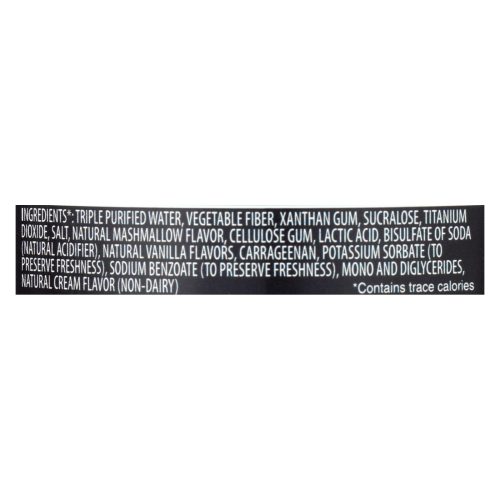 INGREDIENTS*: TRIPLE PURIFIED WATER, VEGETABLE FIBER, XANTHAN GUM, SUCRALOSE, TITANIUM
DIOXIDE, SALT, NATURAL MASHMALLOW FLAVOR, CELLULOSE GUM, LACTIC ACID, BISULFATE OF SODA
(NATURAL ACIDIFIER), NATURAL VANILLA FLAVORS, CARRAGEENAN, POTASSIUM SORBATE (TO
PRESERVE FRESHNESS), SODIUM BENZOATE (TO PRESERVE FRESHNESS), MONO AND DIGLYCERIDES,
NATURAL CREAM FLAVOR (NON-DAIRY)
*Contains trace calories